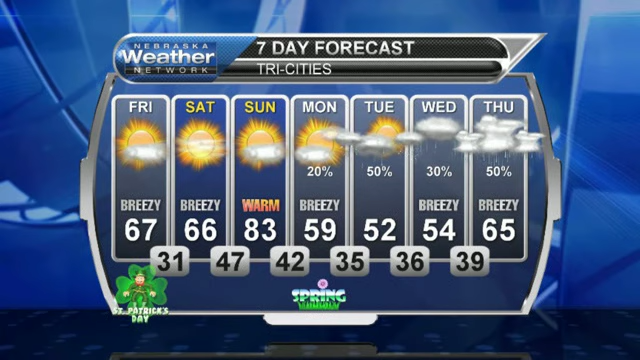 NEBRASKA
Weather
NETWORK
7 DAY FORECAST
TRI-CITIES
FRI SAT SUN MON TUE WED THU
20% 50% 30% 50%
BREEZY BREEZY WARM BREEZY BREEZY BREEZY
67 66 83 59 52 54 65
31 47 42 35 36 39
ST. PATRICK'S
DAY
SPRING